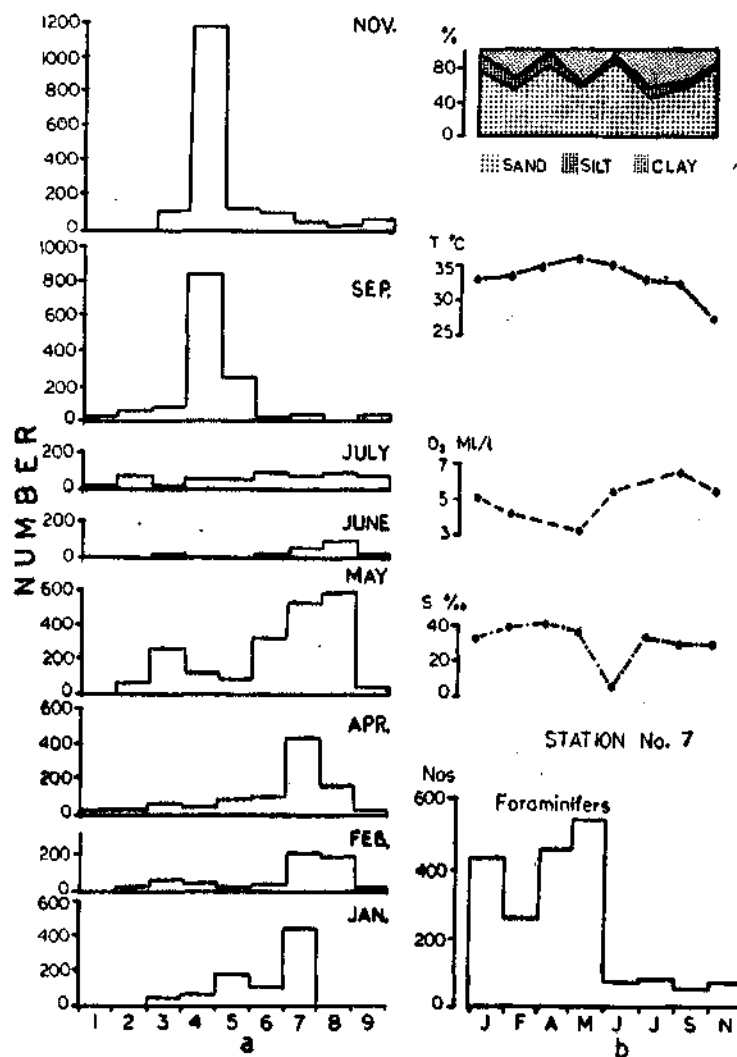 NUMBER
1200
1000
800
600
400
200
0
NOV.
1000
800
600
400
200
0
SEP.
200
0
JULY
200
0
JUNE
600
400
200
0
MAY
600
400
200
0
APR.
200
0
FEB.
600
400
200
0
JAN.
1 2 3 4 5 6 7 8 9
a
%
80
40
0
SAND SILT CLAY
T °C
35
30
25
O₂ Ml/l
7
5
3
S ‰
40
20
0
STATION No. 7
Nos
600
400
200
0
Foraminifers
J F A M J J S N
b